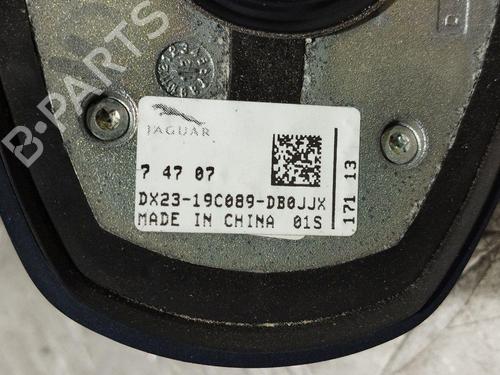 B-PARTS
D
JAGUAR
7 47 07
DX23-19C089-DB0JJX
MADE IN CHINA 01S
171 13